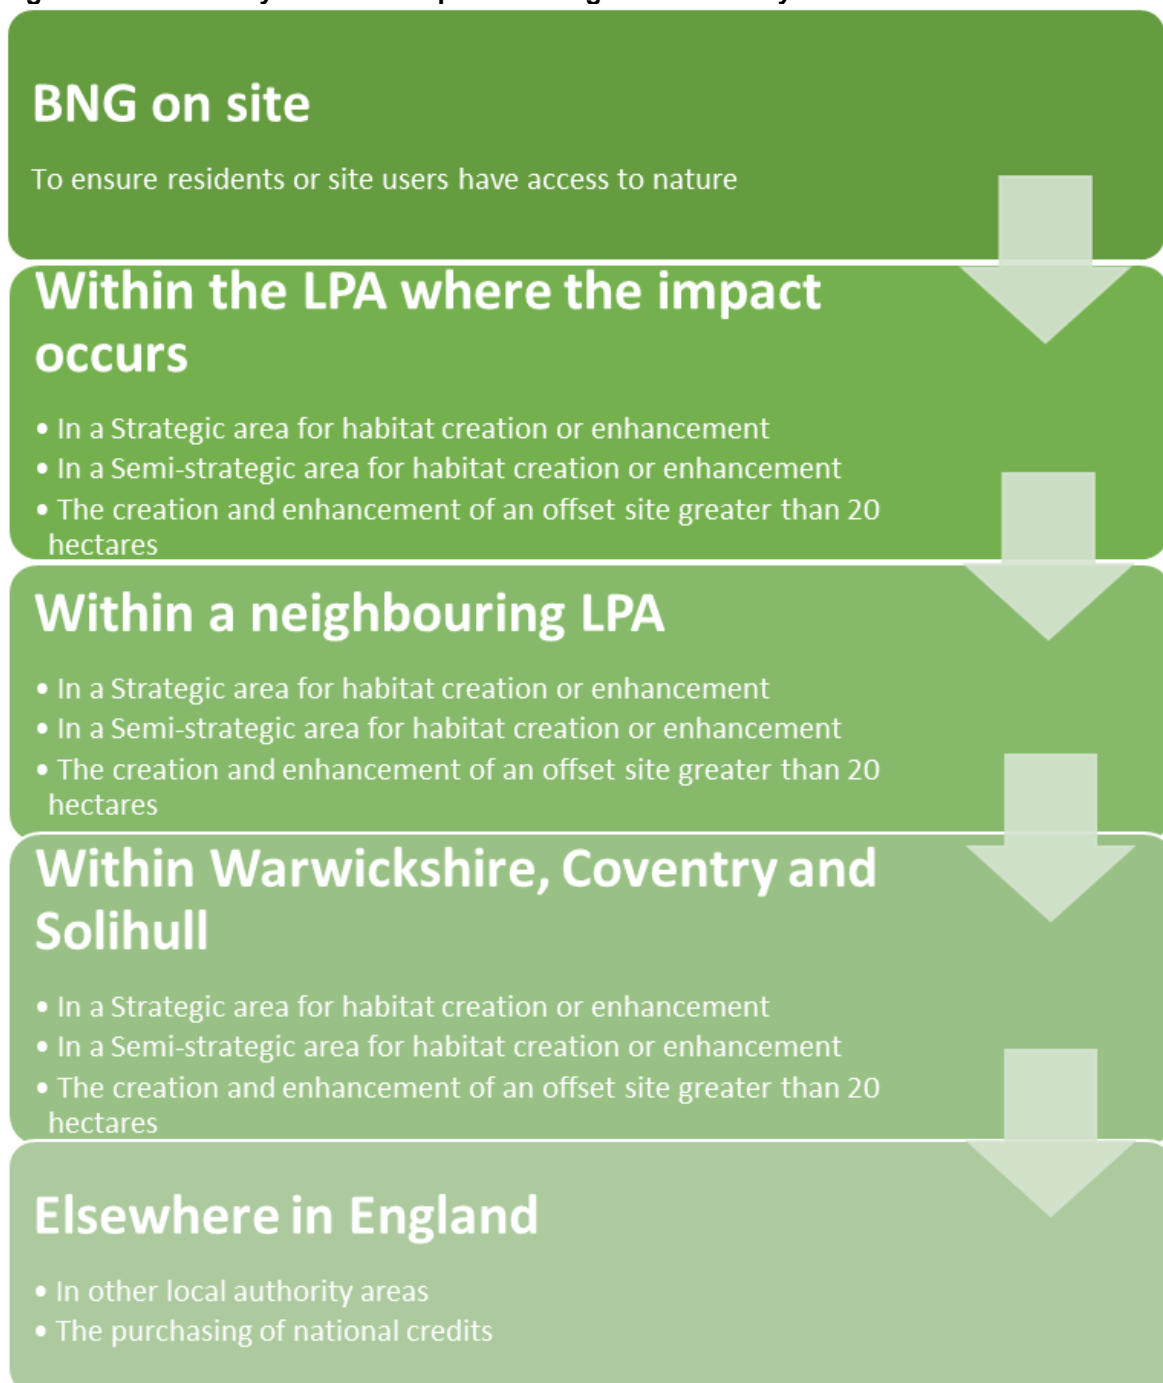 BNG on site
To ensure residents or site users have access to nature
Within the LPA where the impact
occurs
• In a Strategic area for habitat creation or enhancement
• In a Semi-strategic area for habitat creation or enhancement
• The creation and enhancement of an offset site greater than 20
hectares
Within a neighbouring LPA
• In a Strategic area for habitat creation or enhancement
• In a Semi-strategic area for habitat creation or enhancement
• The creation and enhancement of an offset site greater than 20
hectares
Within Warwickshire, Coventry and
Solihull
• In a Strategic area for habitat creation or enhancement
• In a Semi-strategic area for habitat creation or enhancement
• The creation and enhancement of an offset site greater than 20
hectares
Elsewhere in England
• In other local authority areas
• The purchasing of national credits